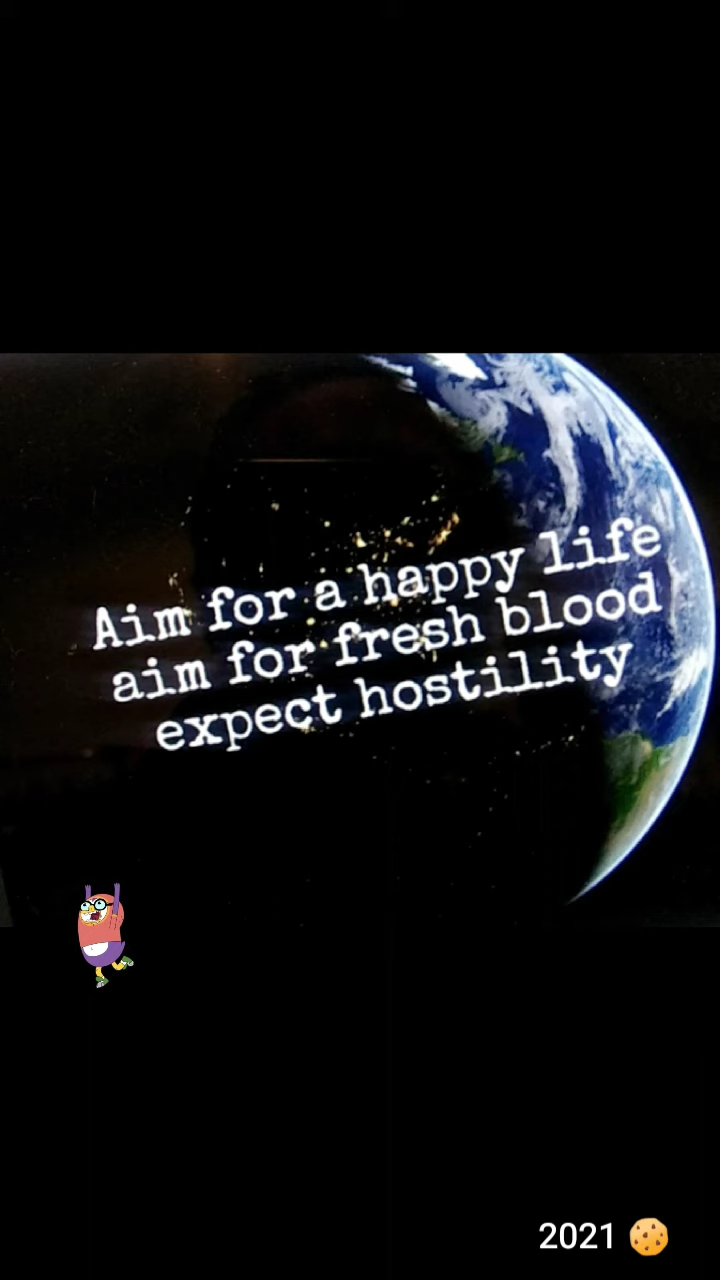 Aim for a happy life
aim for fresh blood
expect hostility
2021 🍪